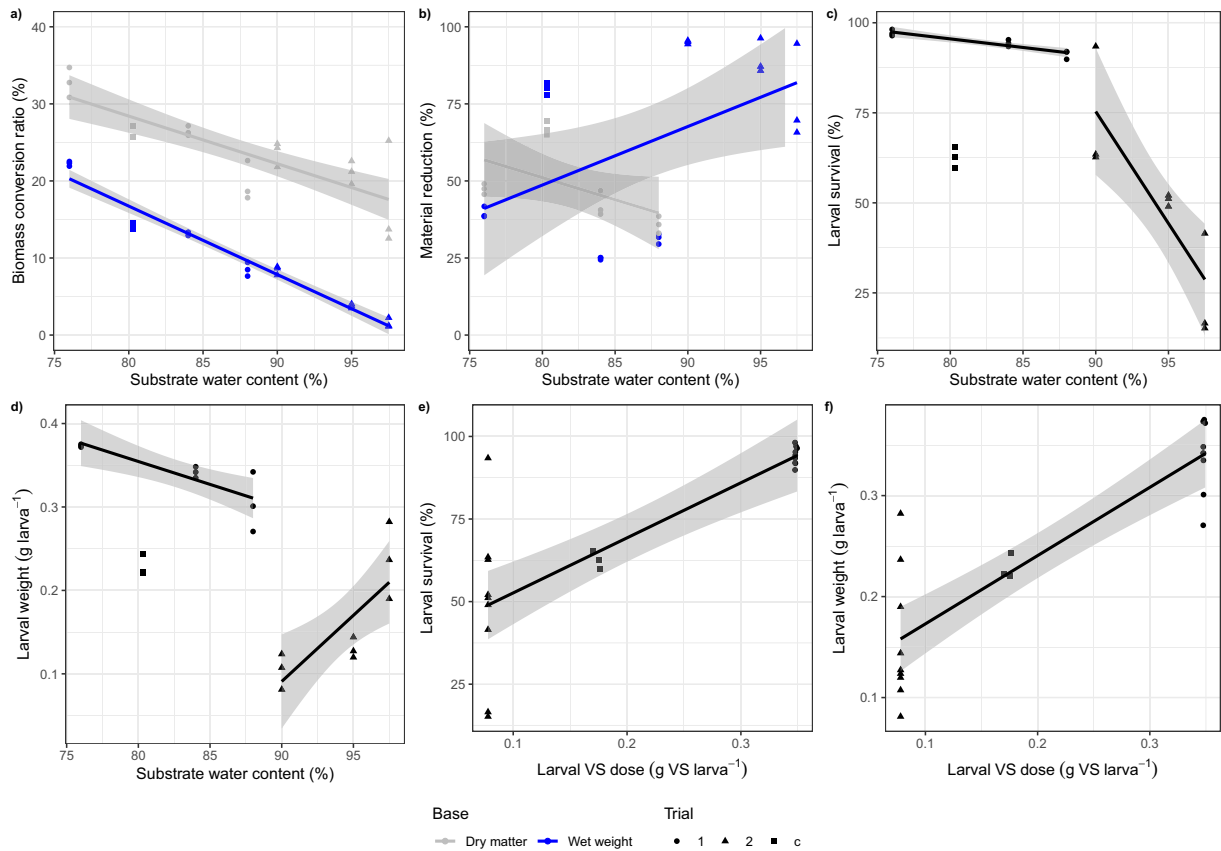 a)
40
30
20
10
0
Biomass conversion ratio (%)
75 80 85 90 95
Substrate water content (%)
b)
100
75
50
25
0
Material reduction (%)
75 80 85 90 95
Substrate water content (%)
c)
100
75
50
25
Larval survival (%)
75 80 85 90 95
Substrate water content (%)
d)
0.4
0.3
0.2
0.1
Larval weight (g larva⁻¹)
75 80 85 90 95
Substrate water content (%)
e)
100
75
50
25
Larval survival (%)
0.1 0.2 0.3
Larval VS dose (g VS larva⁻¹)
f)
0.3
0.2
0.1
Larval weight (g larva⁻¹)
0.1 0.2 0.3
Larval VS dose (g VS larva⁻¹)
Base
Dry matter Wet weight
Trial
1 2 c